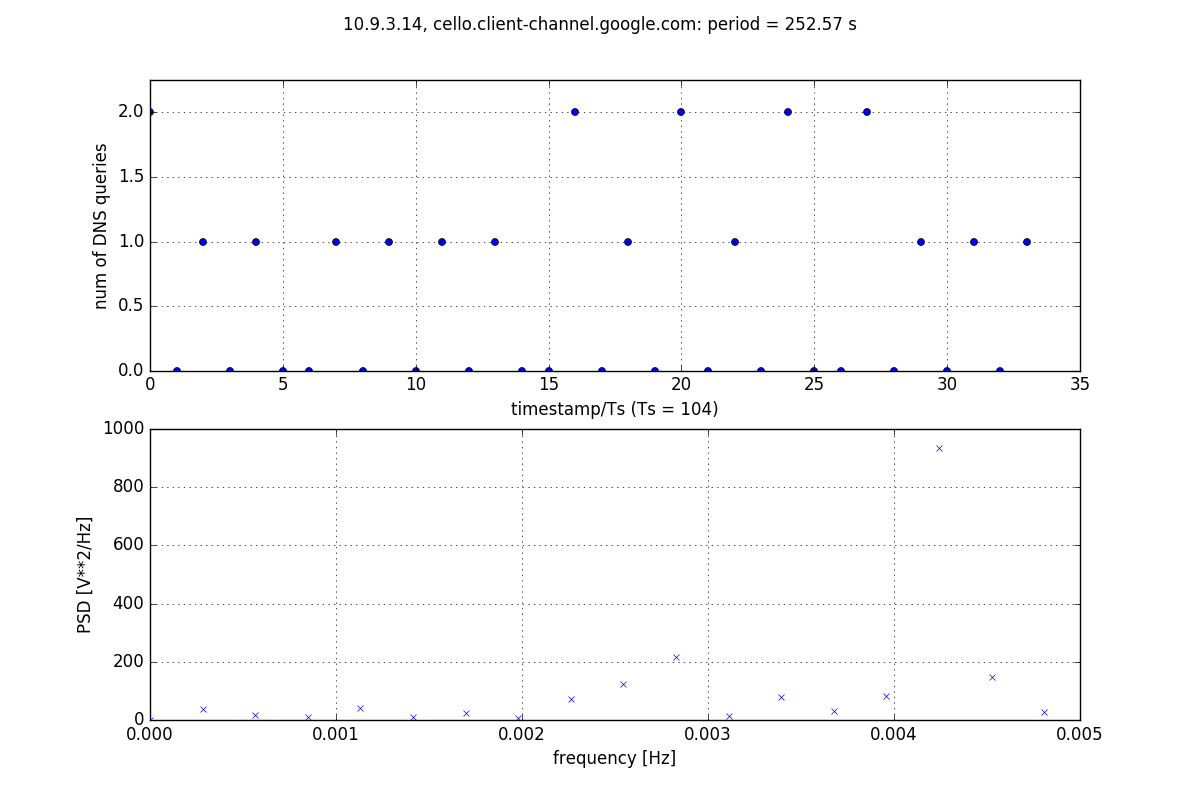 10.9.3.14, cello.client-channel.google.com: period = 252.57 s
2.0
1.5
1.0
0.5
0.0
num of DNS queries
0 5 10 15 20 25 30 35
timestamp/Ts (Ts = 104)
1000
800
600
400
200
0
PSD [V**2/Hz]
0.000 0.001 0.002 0.003 0.004 0.005
frequency [Hz]